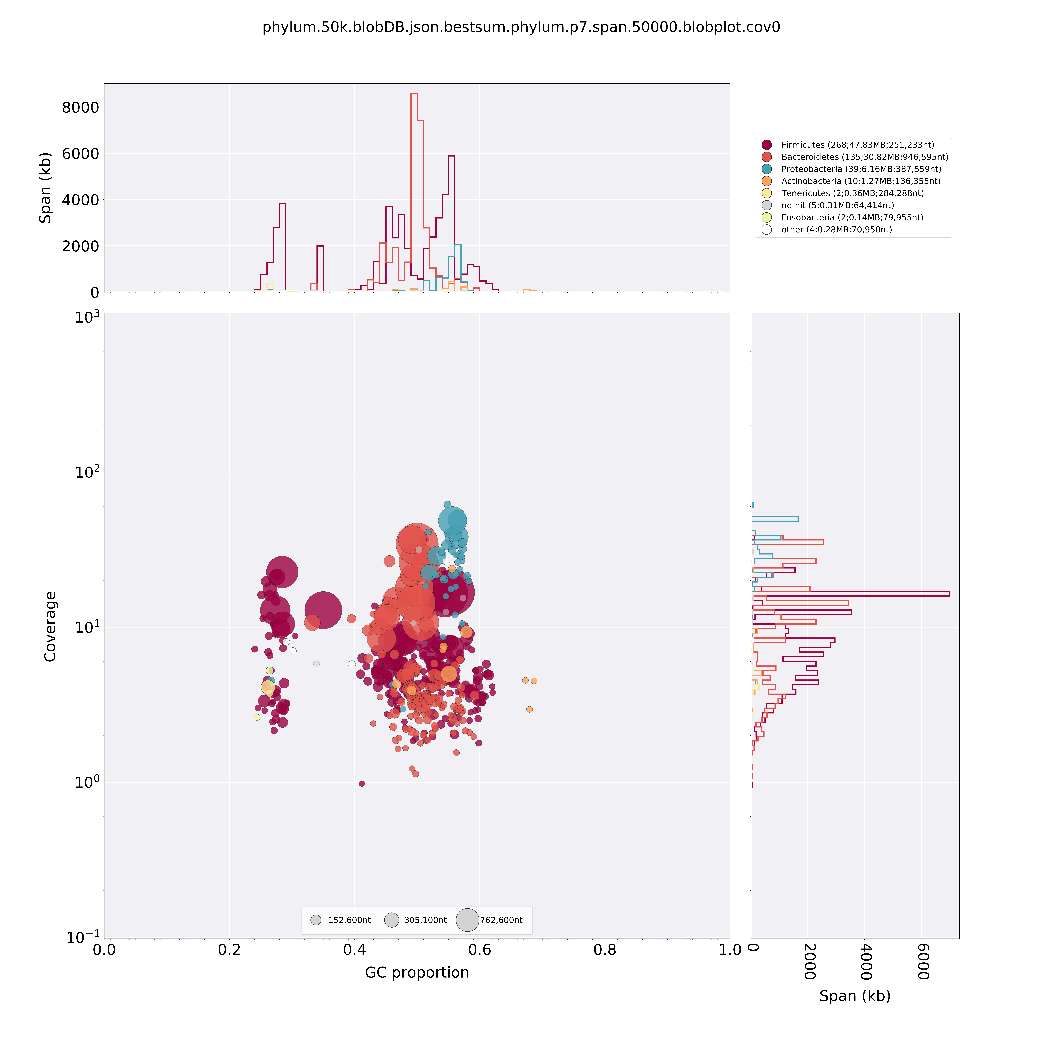 phylum.50k.blobDB.json.bestsum.phylum.p7.span.50000.blobplot.cov0
8000
6000
4000
2000
0
Span (kb)
Firmicutes (268;47.83MB;251,233nt)
Bacteroidetes (135;30.82MB;946,595nt)
Proteobacteria (39;6.16MB;387,559nt)
Actinobacteria (10;1.27MB;136,355nt)
Tenericutes (2;0.36MB;284,288nt)
no-hit (5;0.31MB;64,414nt)
Fusobacteria (2;0.14MB;79,955nt)
other (4;0.28MB;70,950nt)
10³
10²
10¹
10⁰
10⁻¹
Coverage
152,600nt 305,100nt 762,600nt
0.0 0.2 0.4 0.6 0.8 1.0
GC proportion
0 2000 4000 6000
Span (kb)